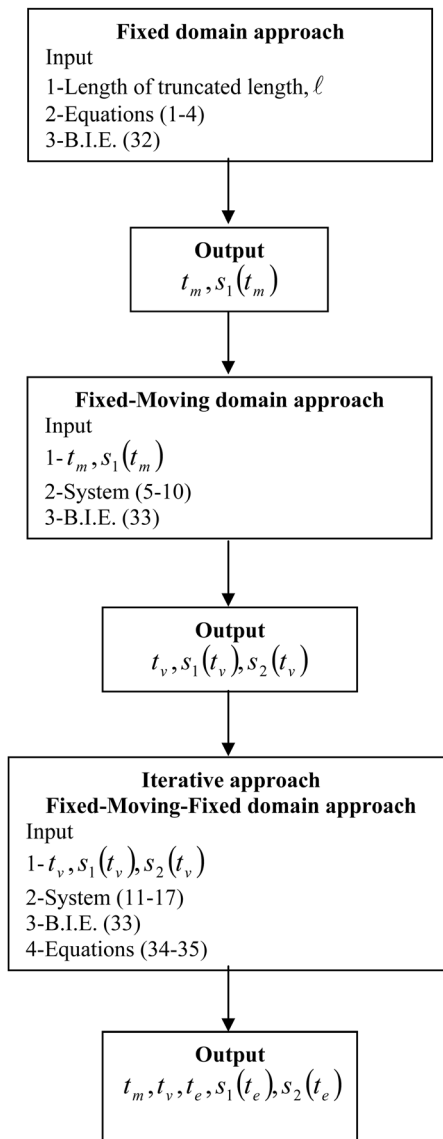 Fixed domain approach
Input
1-Length of truncated length, ℓ
2-Equations (1-4)
3-B.I.E. (32)
Output
t_m, s_1(t_m)
Fixed-Moving domain approach
Input
1- t_m, s_1(t_m)
2-System (5-10)
3-B.I.E. (33)
Output
t_v, s_1(t_v), s_2(t_v)
Iterative approach
Fixed-Moving-Fixed domain approach
Input
1- t_v, s_1(t_v), s_2(t_v)
2-System (11-17)
3-B.I.E. (33)
4-Equations (34-35)
Output
t_m, t_v, t_e, s_1(t_e), s_2(t_e)